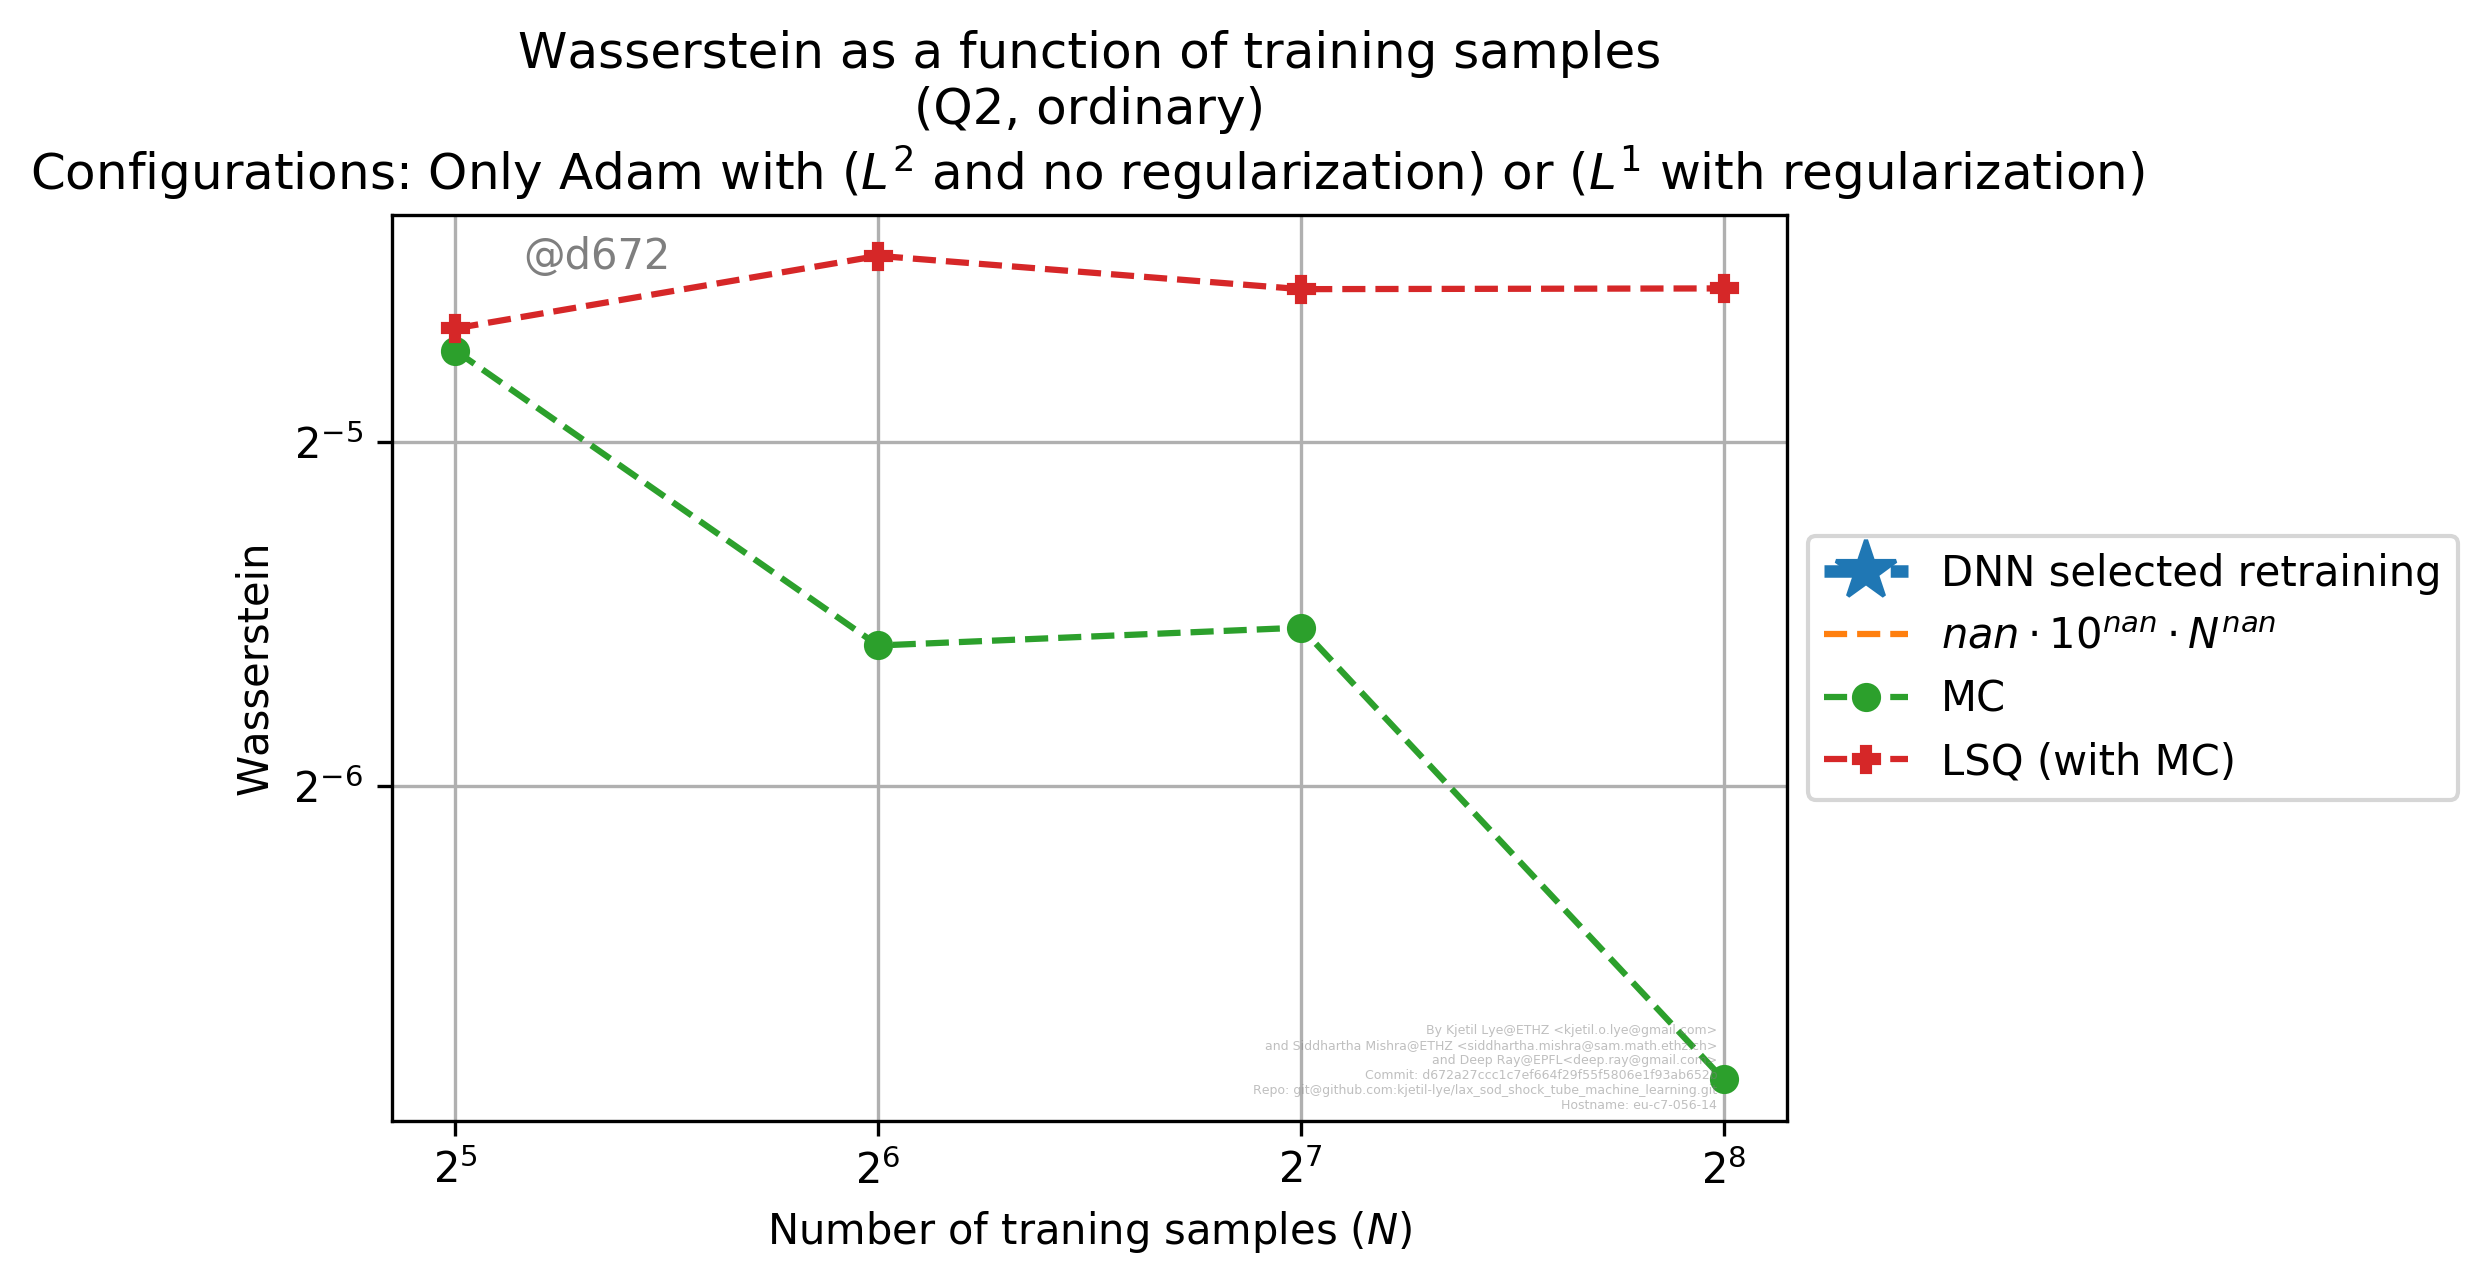 Wasserstein as a function of training samples
(Q2, ordinary)
Configurations: Only Adam with (L² and no regularization) or (L¹ with regularization)
@d672
2⁻⁵
2⁻⁶
Wasserstein
DNN selected retraining
nan · 10ⁿᵃⁿ · Nⁿᵃⁿ
MC
LSQ (with MC)
By Kjetil Lye@ETHZ <kjetil.o.lye@gmail.com>
and Siddhartha Mishra@ETHZ <siddhartha.mishra@sam.math.ethz.ch>
and Deep Ray@EPFL<deep.ray@gmail.com>
Commit: d672a27ccc1c7ef664f29f55f5806e1f93ab652
Repo: git@github.com:kjetil-lye/lax_sod_shock_tube_machine_learning.git
Hostname: eu-c7-056-14
2⁵
2⁶
2⁷
2⁸
Number of traning samples (N)